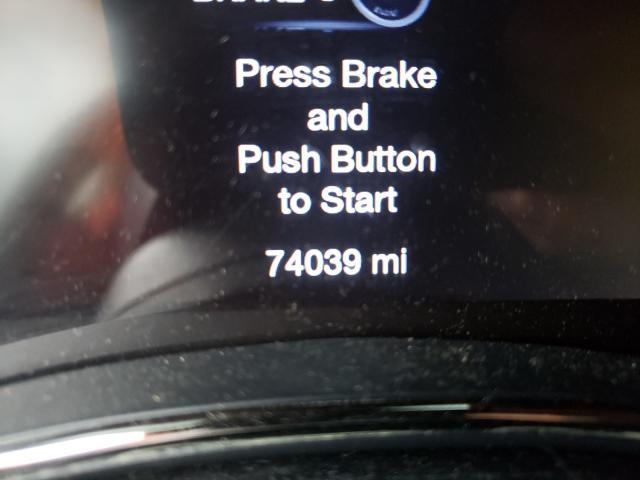 Press Brake
and
Push Button
to Start
74039 mi